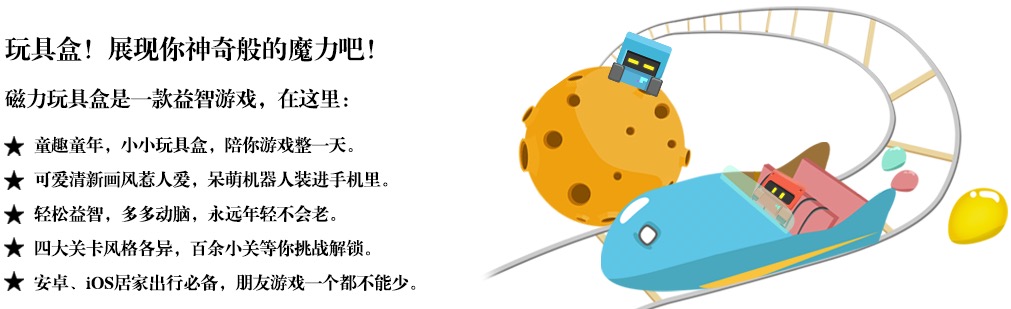 玩具盒！展现你神奇般的魔力吧！
磁力玩具盒是一款益智游戏，在这里：
★ 童趣童年，小小玩具盒，陪你游戏整一天。
★ 可爱清新画风惹人爱，呆萌机器人装进手机里。
★ 轻松益智，多多动脑，永远年轻不会老。
★ 四大关卡风格各异，百余小关等你挑战解锁。
★ 安卓、iOS居家出行必备，朋友游戏一个都不能少。